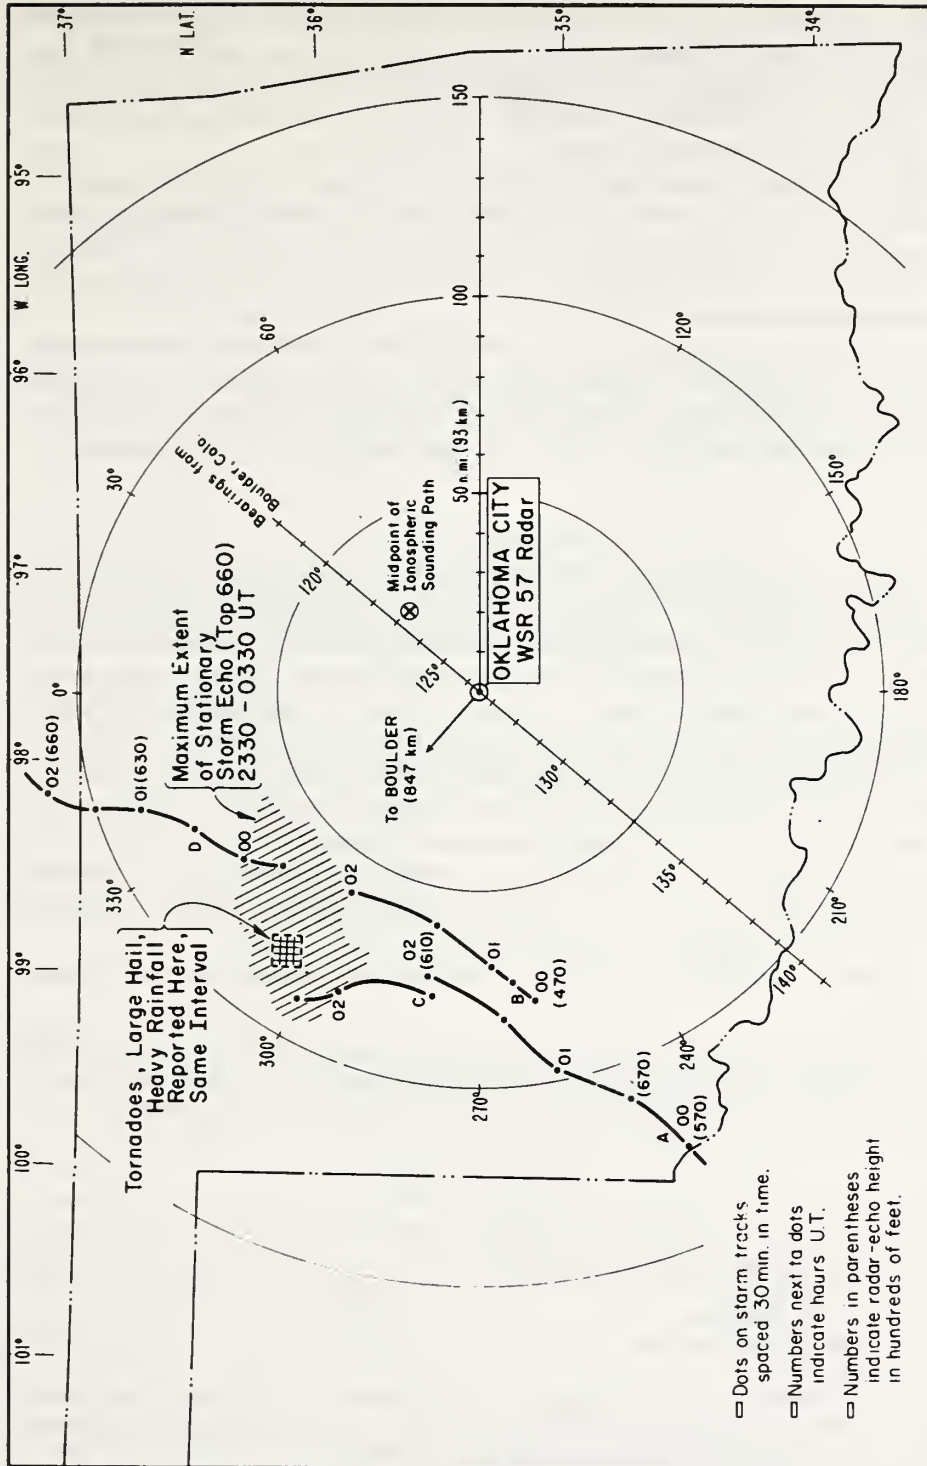 W. LONG.
101°
100°
99°
98°
97°
96°
95°
N LAT.
37°
36°
35°
34°
0°
30°
60°
120°
150°
180°
210°
240°
270°
300°
330°
50 n.mi.(93 km)
100
150
Bearings from
Boulder, Colo.
120°
125°
130°
135°
140°
Midpoint of
Ionospheric
Sounding Path
OKLAHOMA CITY
WSR 57 Radar
To BOULDER
(847 km)
Maximum Extent
of Stationary
Storm Echo (Top 660)
2330 - 0330 UT
Tornadoes, Large Hail,
Heavy Rainfall
Reported Here,
Same Interval
02 (660)
01 (630)
D
00
02
01
B
00
(470)
02
C
02
(610)
01
(670)
A
00
(570)
Dots on starm tracks
spaced 30 min. in time.
Numbers next ta dots
indicate haurs U.T.
Numbers in parentheses
indicate radar-echo height
in hundreds of feet.